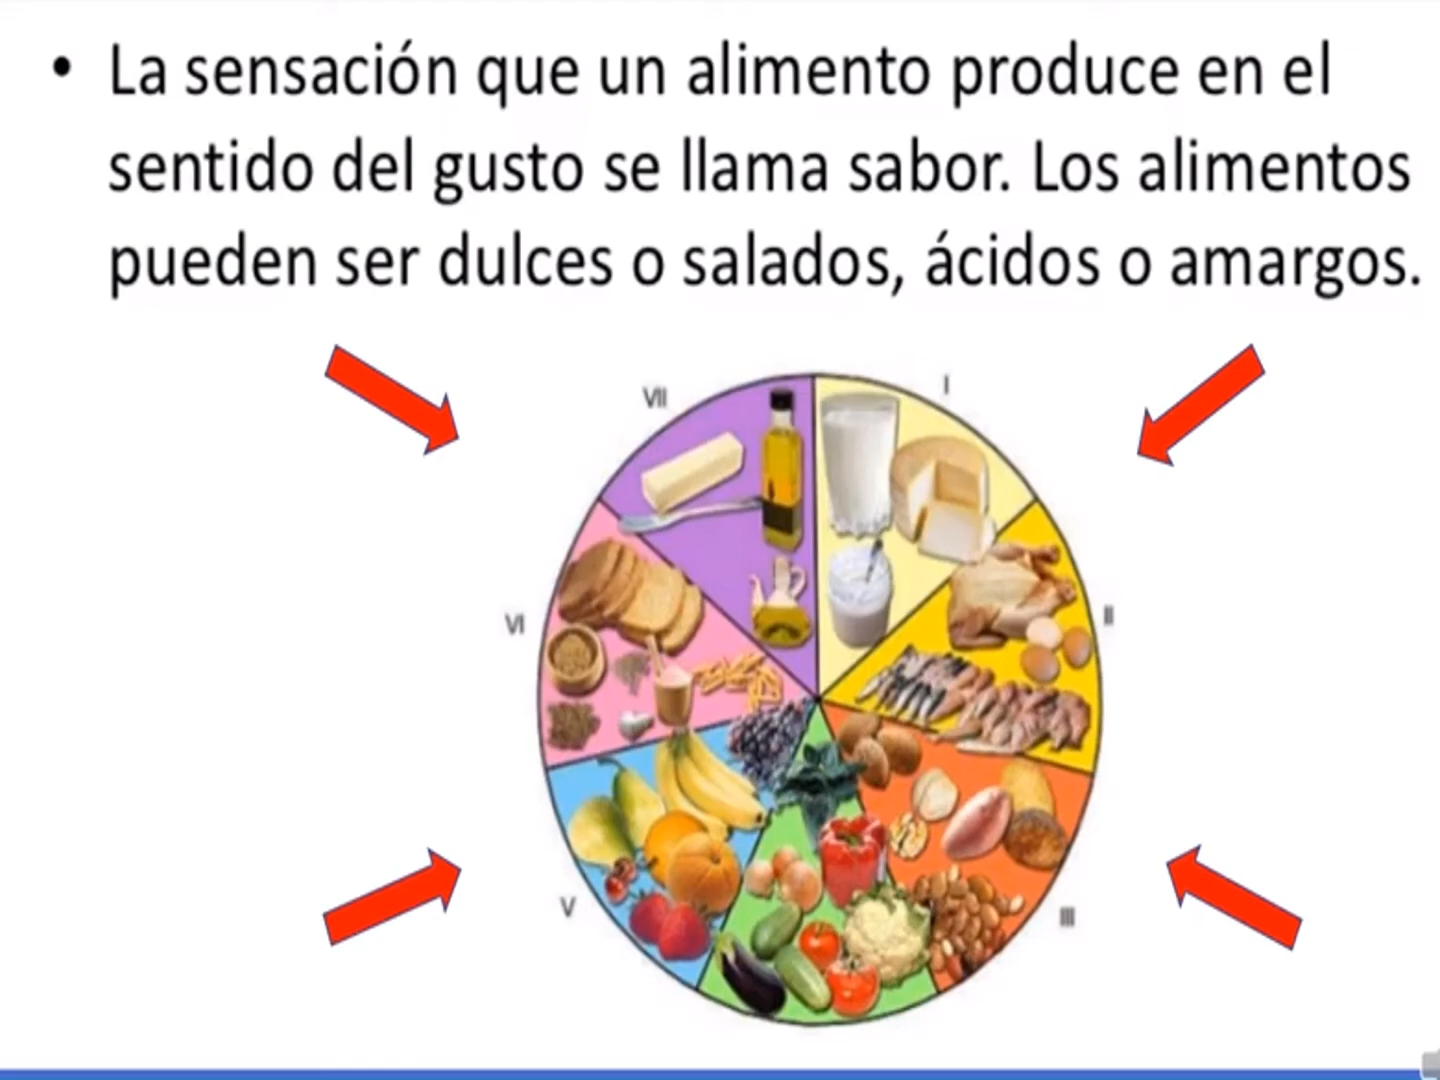 • La sensación que un alimento produce en el
sentido del gusto se llama sabor. Los alimentos
pueden ser dulces o salados, ácidos o amargos.
VII
I
VI
II
V
III